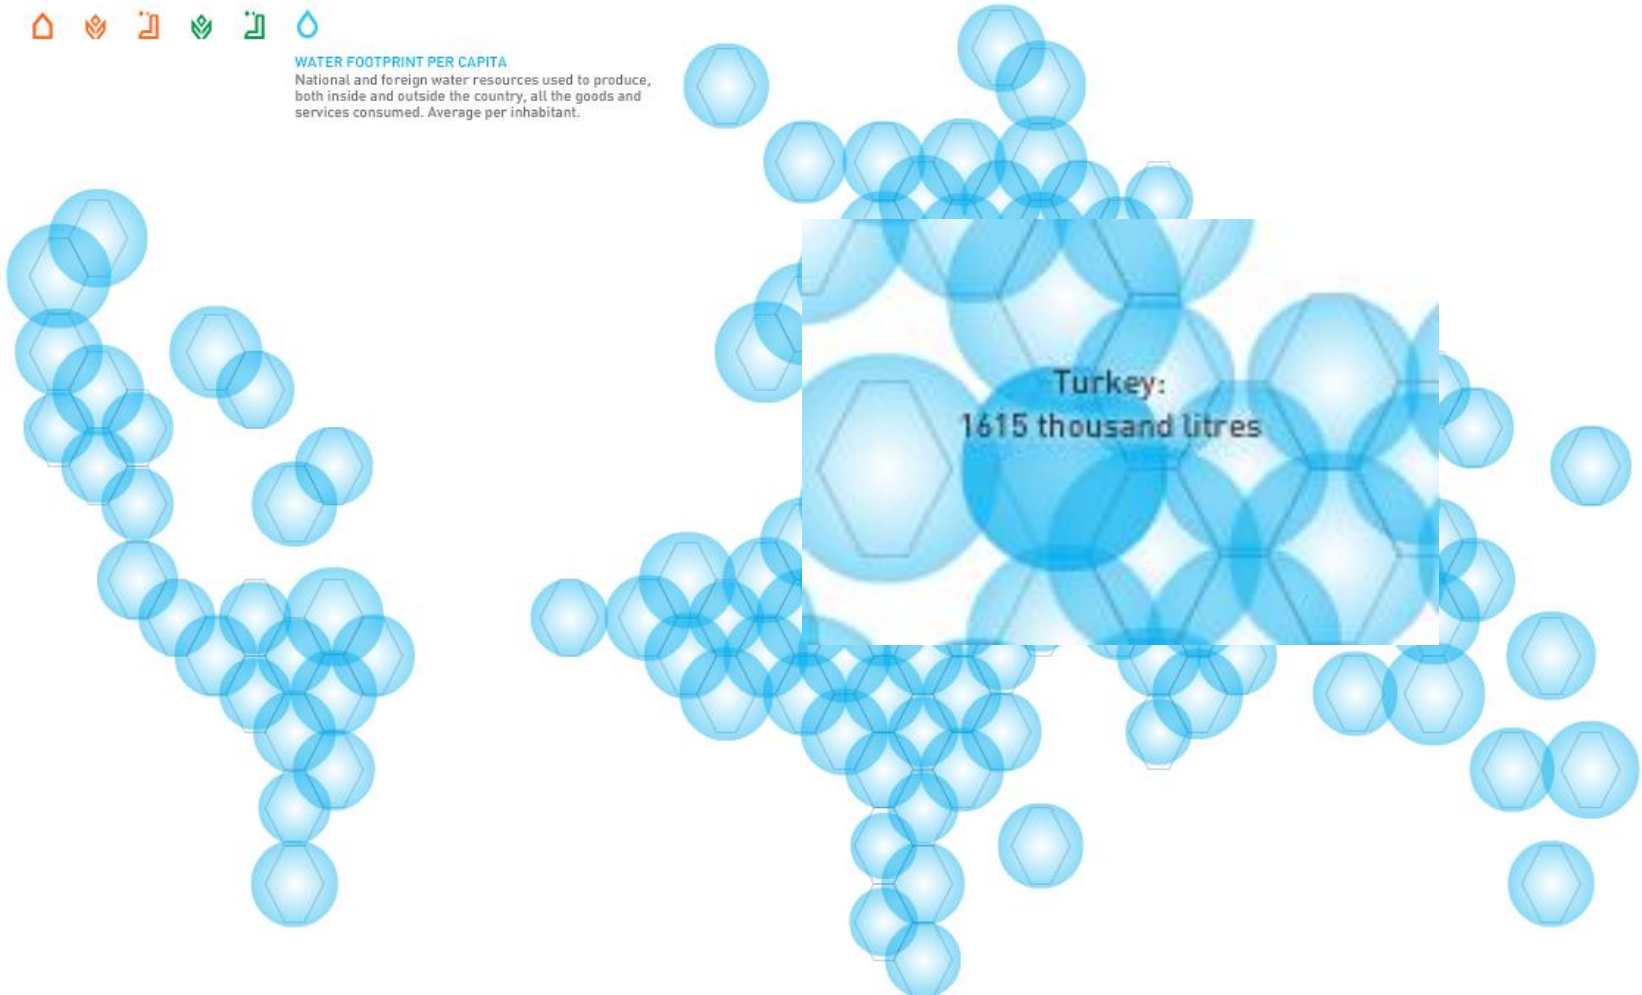 WATER FOOTPRINT PER CAPITA
National and foreign water resources used to produce,
both inside and outside the country, all the goods and
services consumed. Average per inhabitant.
Turkey:
1615 thousand litres